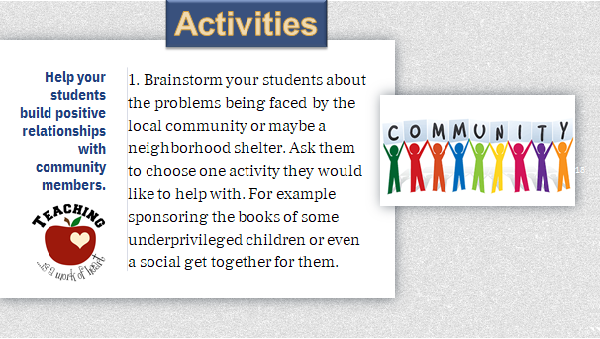 Activities
Help your
students
build positive
relationships
with
community
members.
TEACHING
...is a work of heart
1. Brainstorm your students about
the problems being faced by the
local community or maybe a
neighborhood shelter. Ask them
to choose one activity they would
like to help with. For example
sponsoring the books of some
underprivileged children or even
a social get together for them.
COMMUNITY
15